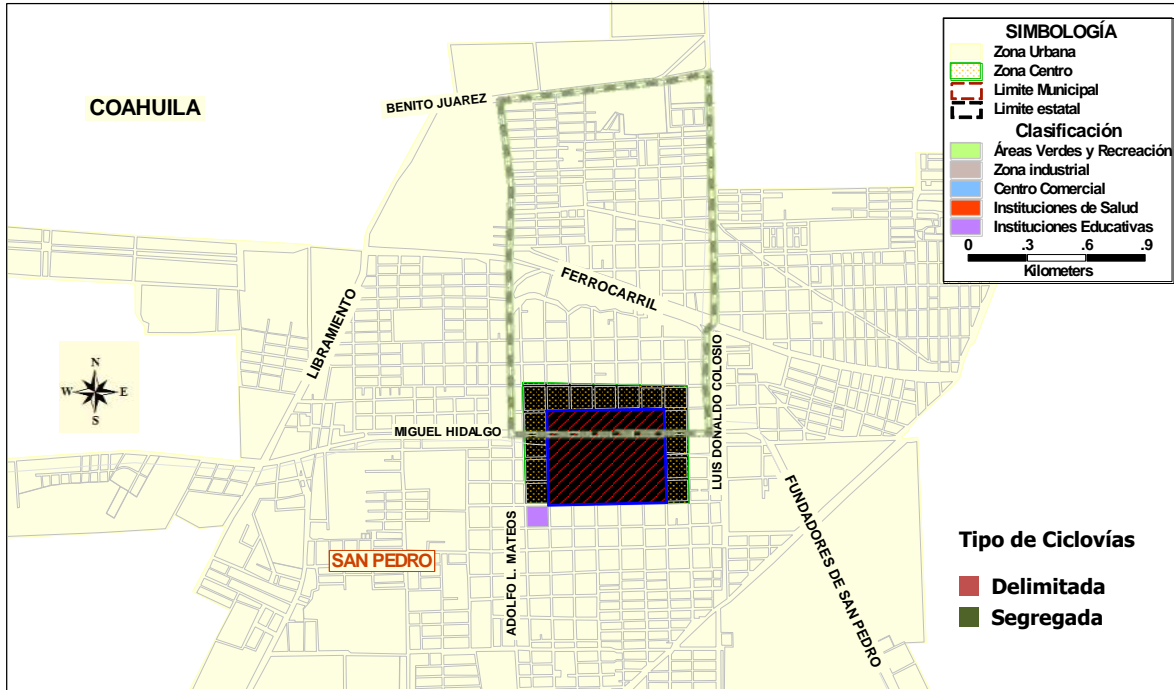 COAHUILA
BENITO JUAREZ
SIMBOLOGÍA
Zona Urbana
Zona Centro
Limite Municipal
Limite estatal
Clasificación
Áreas Verdes y Recreación
Zona industrial
Centro Comercial
Instituciones de Salud
Instituciones Educativas
0 .3 .6 .9
Kilometers
FERROCARRIL
LIBRAMIENTO
N
W E
S
LUIS DONALDO COLOSIO
MIGUEL HIDALGO
FUNDADORES DE SAN PEDRO
ADOLFO L. MATEOS
SAN PEDRO
Tipo de Ciclovías
Delimitada
Segregada